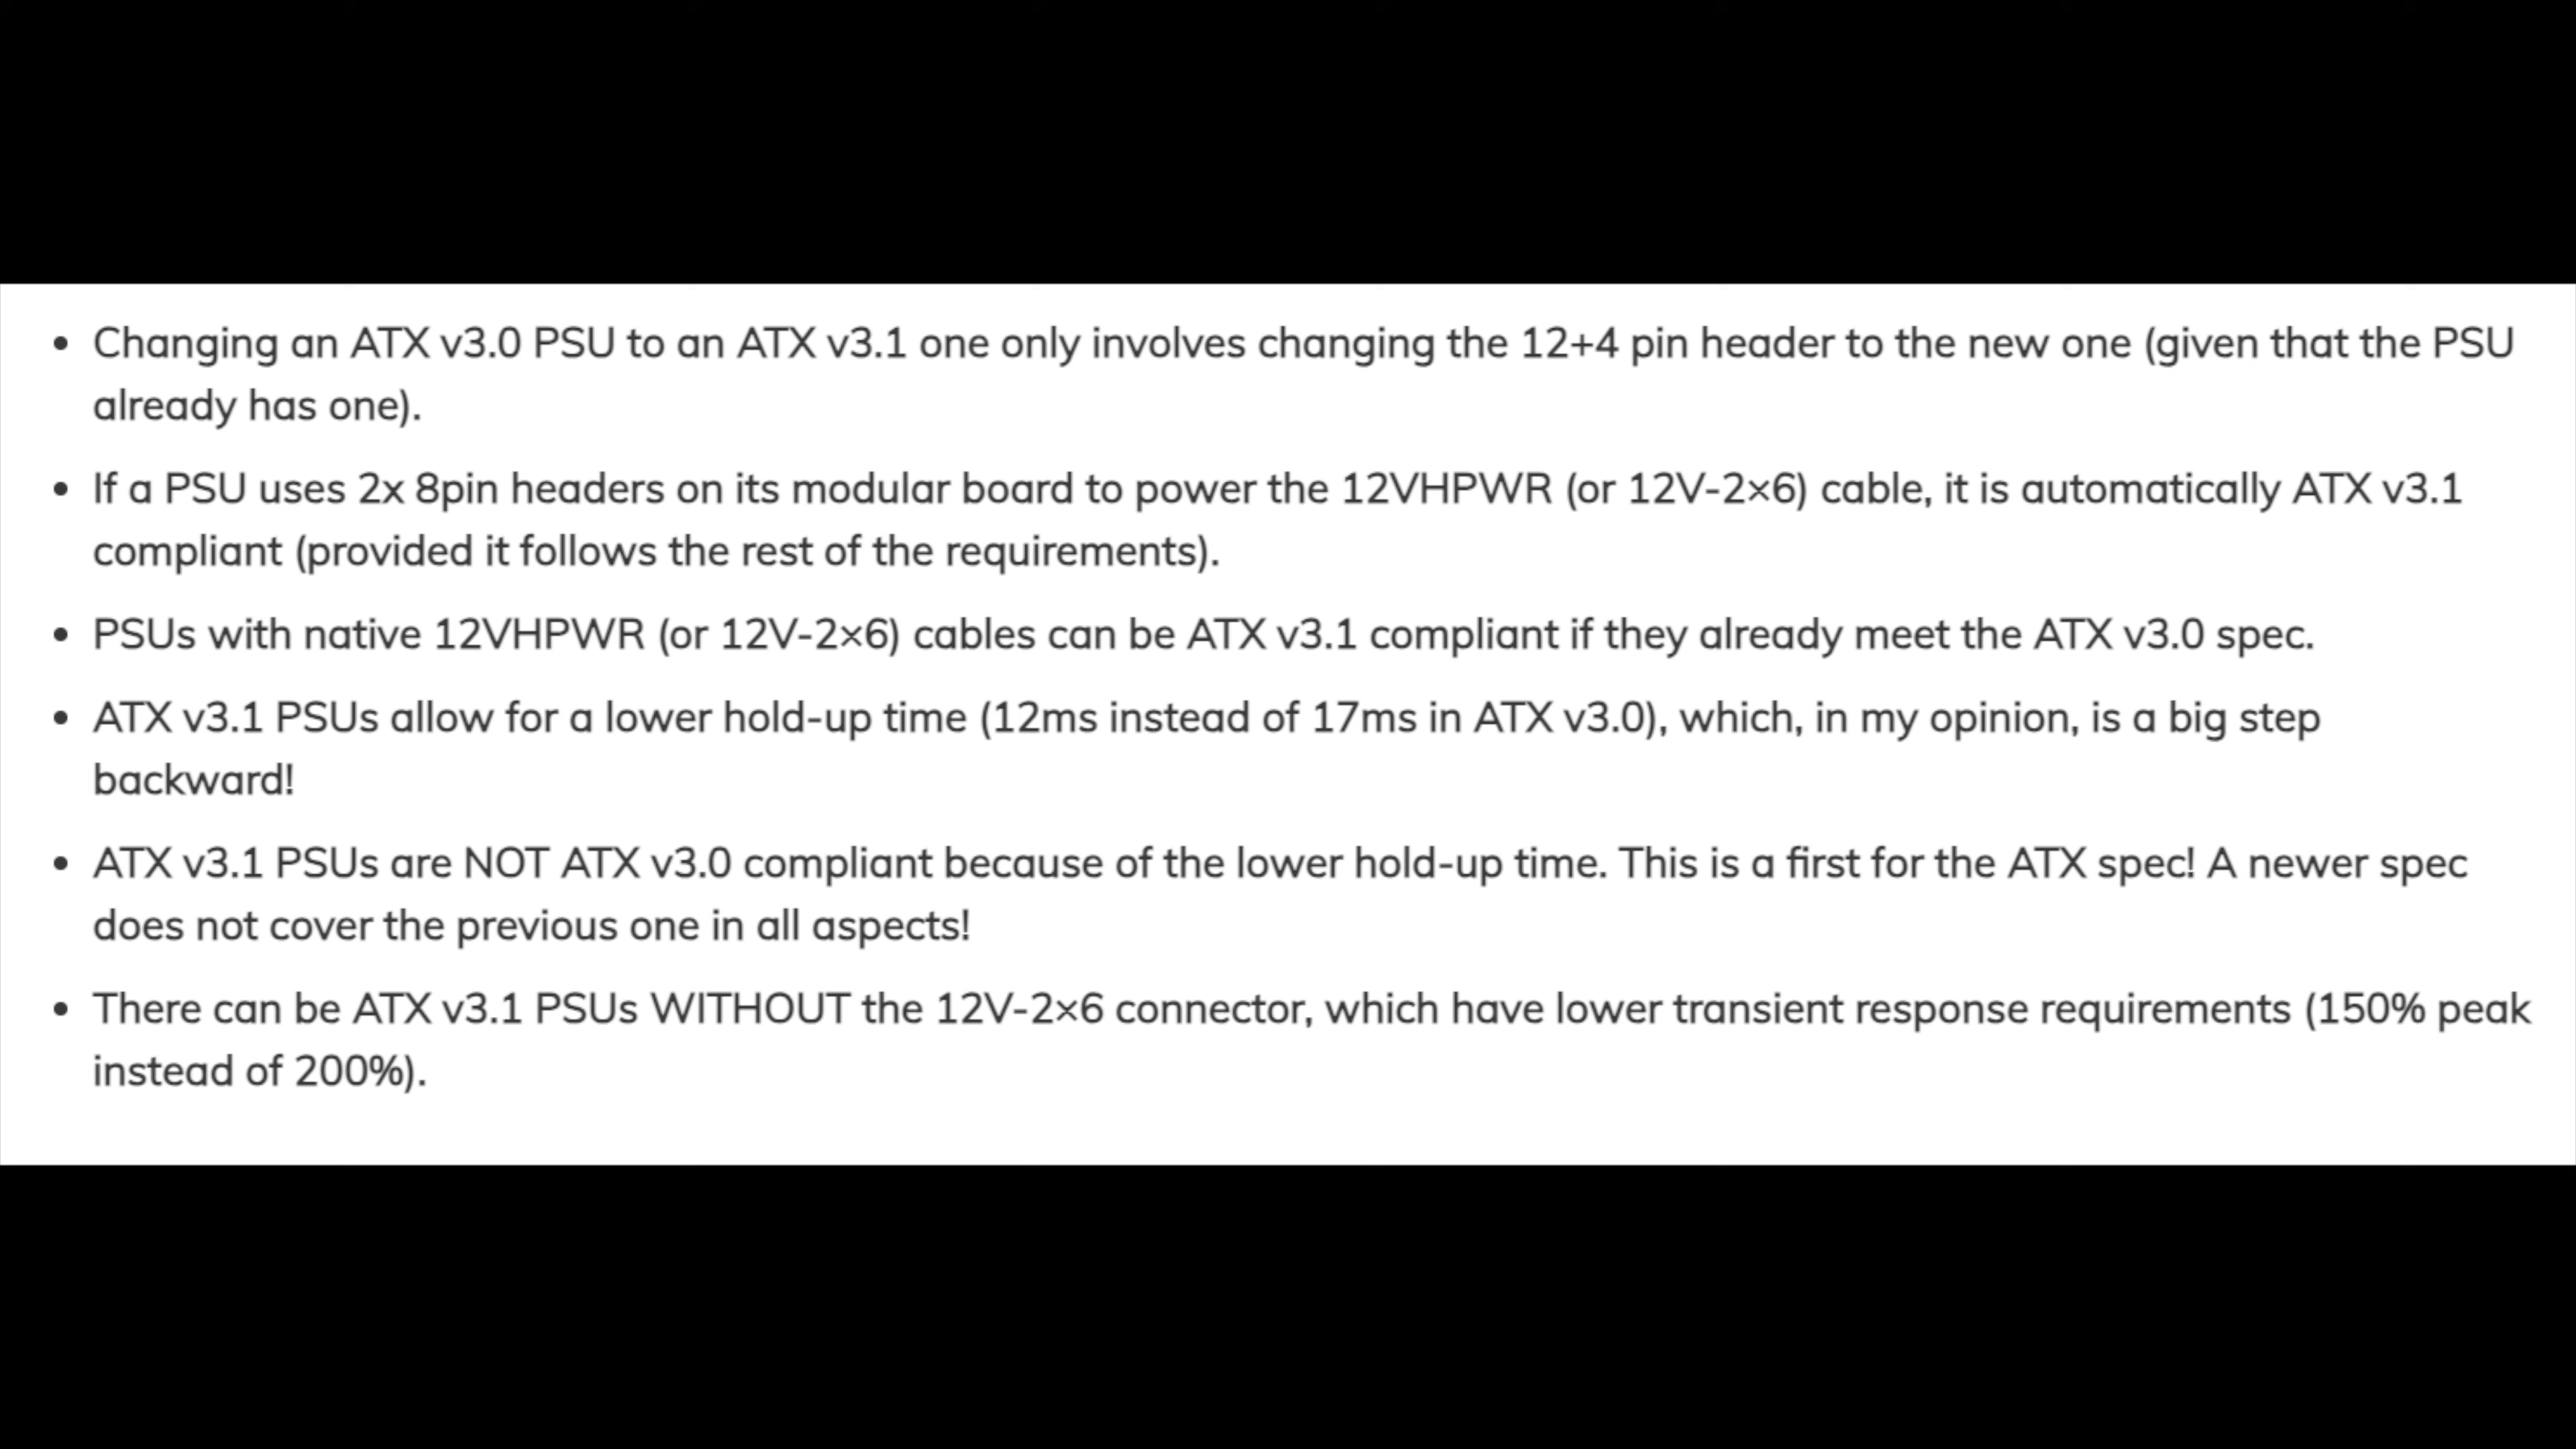 • Changing an ATX v3.0 PSU to an ATX v3.1 one only involves changing the 12+4 pin header to the new one (given that the PSU
already has one).
• If a PSU uses 2x 8pin headers on its modular board to power the 12VHPWR (or 12V-2×6) cable, it is automatically ATX v3.1
compliant (provided it follows the rest of the requirements).
• PSUs with native 12VHPWR (or 12V-2×6) cables can be ATX v3.1 compliant if they already meet the ATX v3.0 spec.
• ATX v3.1 PSUs allow for a lower hold-up time (12ms instead of 17ms in ATX v3.0), which, in my opinion, is a big step
backward!
• ATX v3.1 PSUs are NOT ATX v3.0 compliant because of the lower hold-up time. This is a first for the ATX spec! A newer spec
does not cover the previous one in all aspects!
• There can be ATX v3.1 PSUs WITHOUT the 12V-2×6 connector, which have lower transient response requirements (150% peak
instead of 200%).